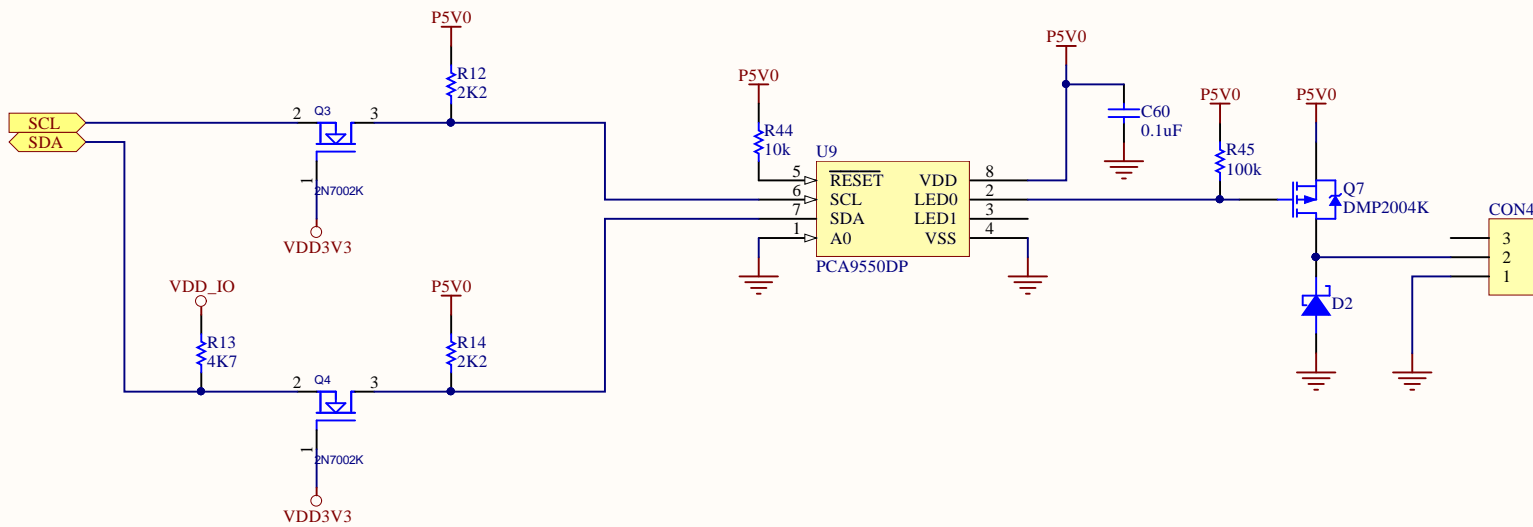 P5V0
R12
2K2
SCL
SDA
2
Q3
3
1
2N7002K
VDD3V3
VDD_IO
R13
4K7
P5V0
R14
2K2
2
Q4
3
1
2N7002K
VDD3V3
P5V0
R44
10k
U9
5 RESET VDD 8
6 SCL LED0 2
7 SDA LED1 3
1 A0 VSS 4
PCA9550DP
P5V0
C60
0.1uF
P5V0
R45
100k
P5V0
Q7
DMP2004K
D2
CON4
3
2
1